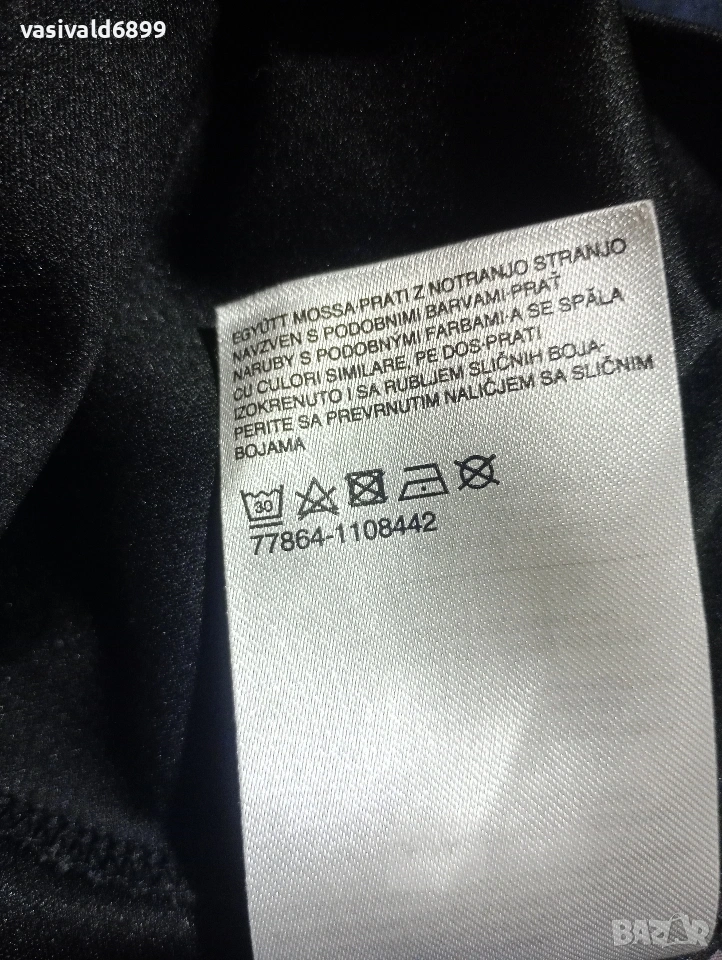 vasivald6899
EGYÜTT MOSSA·PRATI Z NOTRANJO STRANJO
NAVZVEN S PODOBNIMI BARVAMI·PRAŤ
NARUBY S PODOBNÝMI FARBAMI·A SE SPĂLA
CU CULORI SIMILARE, PE DOS·PRATI
IZOKRENUTO I SA RUBLJEM SLIČNIH BOJA·
PERITE SA PREVRNUTIM NALIČJEM SA SLIČNIM
BOJAMA
30
77864-1108442
BAZAR